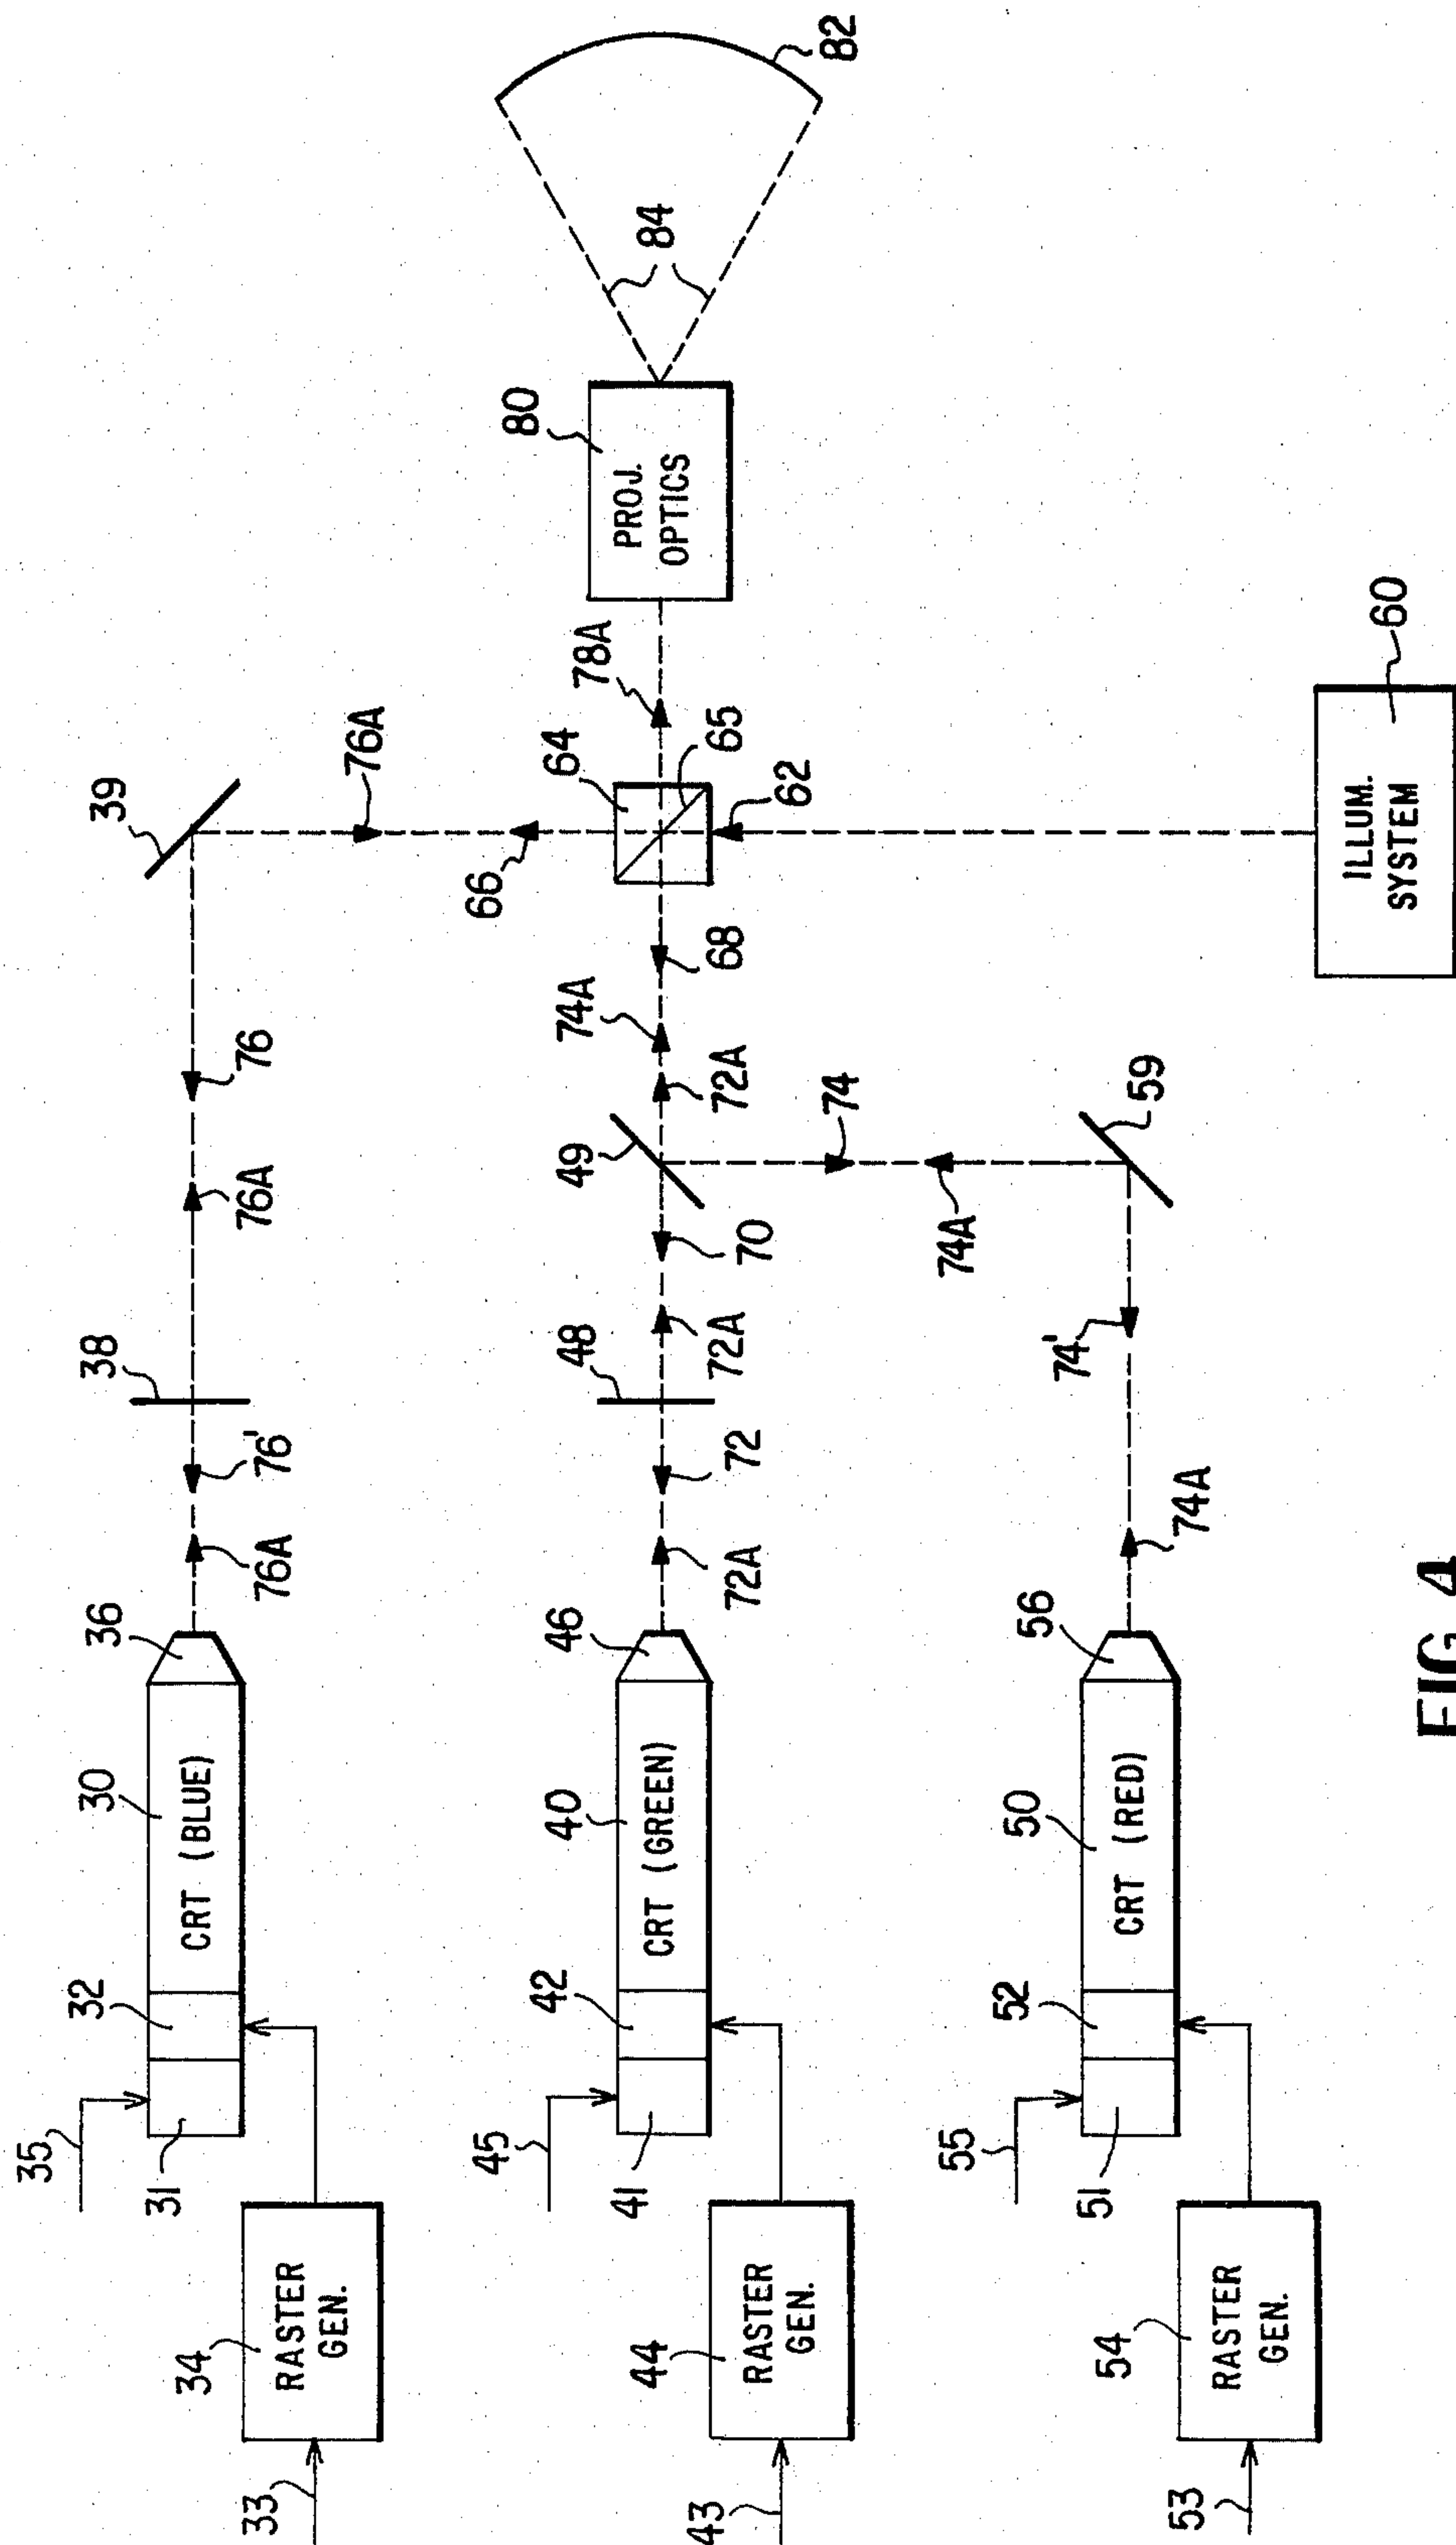 35
31
32
30
CRT (BLUE)
36
76A
76'
38
76A
76
39
76A
66
33
34
RASTER
GEN.
45
41
42
40
CRT (GREEN)
46
72A
72
48
72A
70
49
72A
74A
68
64
65
62
78A
80
PROJ.
OPTICS
84
82
43
44
RASTER
GEN.
74
74A
55
51
52
50
CRT (RED)
56
74A
74'
59
53
54
RASTER
GEN.
ILLUM.
SYSTEM
60
FIG. 4